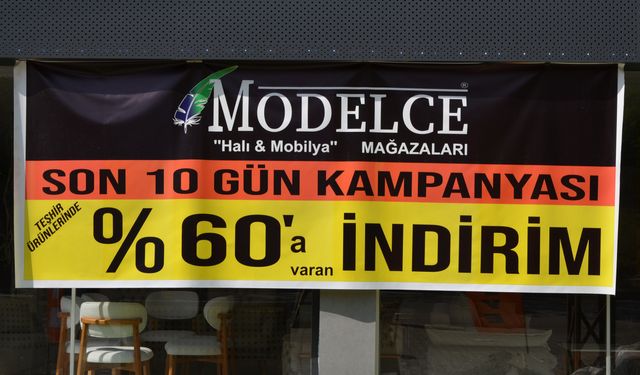 MODELCE ®
"Halı & Mobilya" MAĞAZALARI
SON 10 GÜN KAMPANYASI
TEŞHİR
ÜRÜNLERİNDE
%60'a varan İNDİRİM